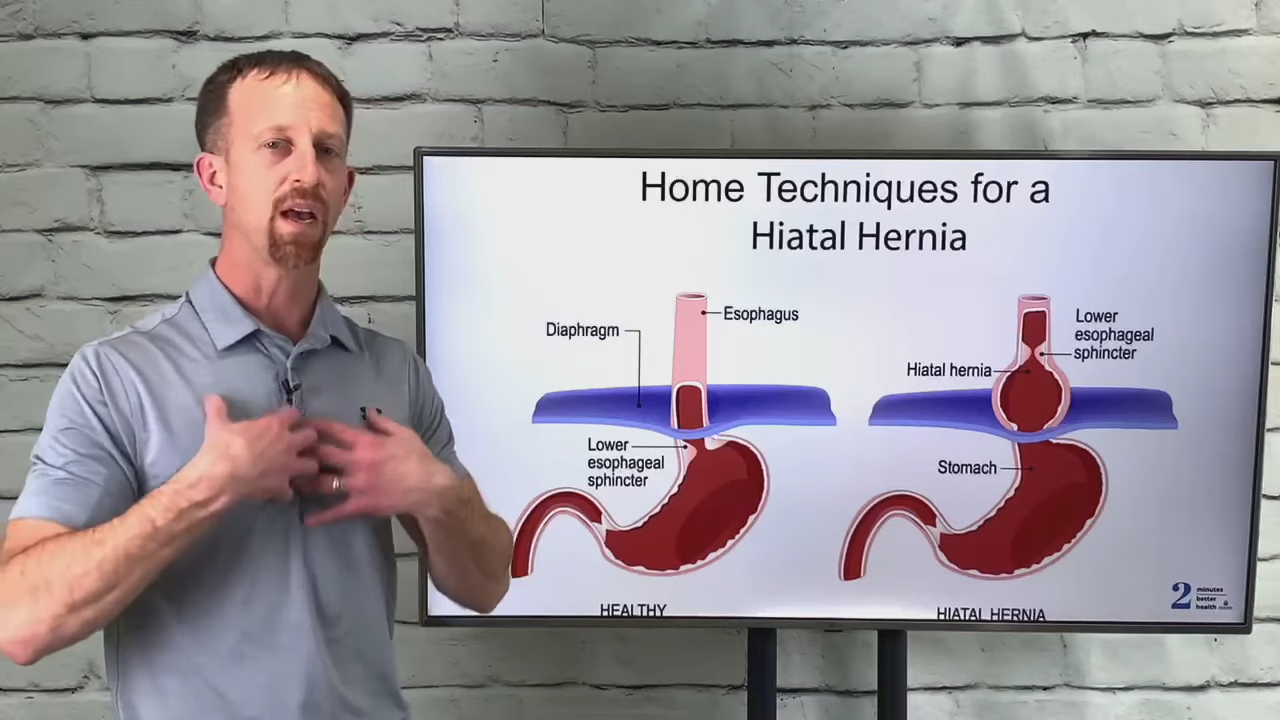 Home Techniques for a
Hiatal Hernia
Diaphragm
Esophagus
Lower
esophageal
sphincter
HEALTHY
Lower
esophageal
sphincter
Hiatal hernia
Stomach
HIATAL HERNIA
2 minutes
better
health